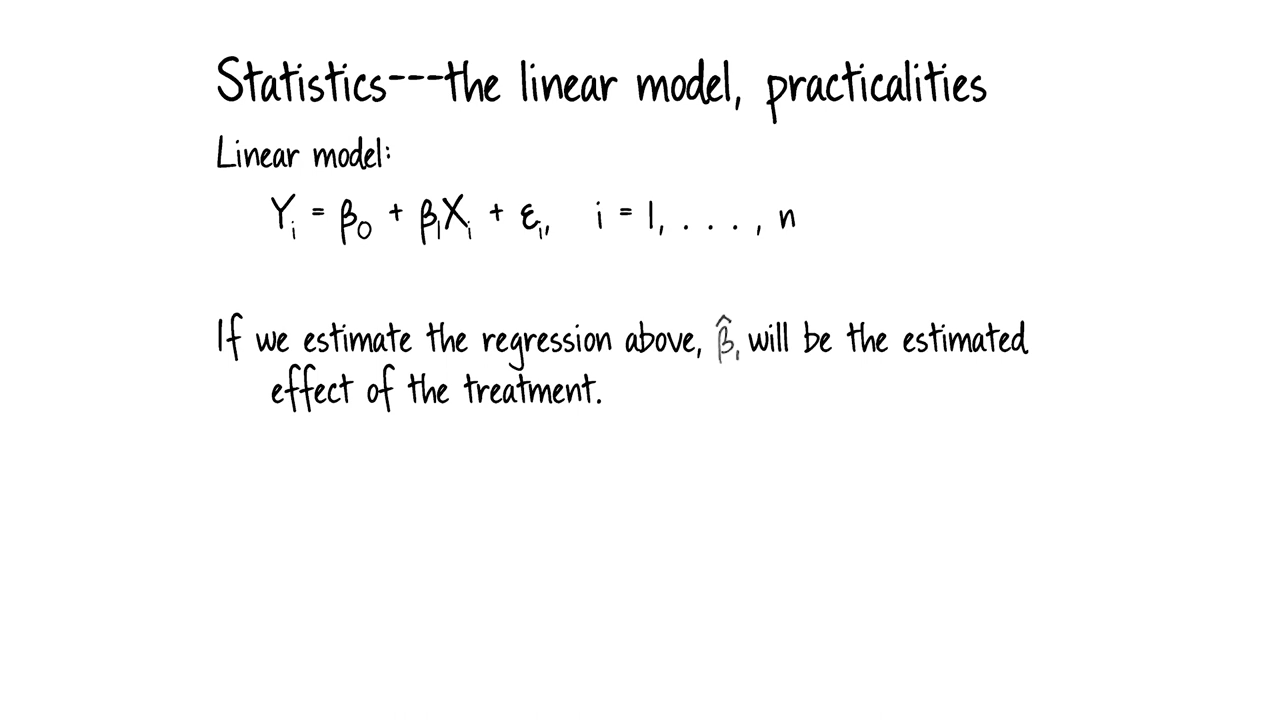 Statistics---the linear model, practicalities
Linear model:
Yᵢ = β₀ + β₁Xᵢ + εᵢ, i = 1, . . . , n
If we estimate the regression above, β̂₁ will be the estimated
effect of the treatment.